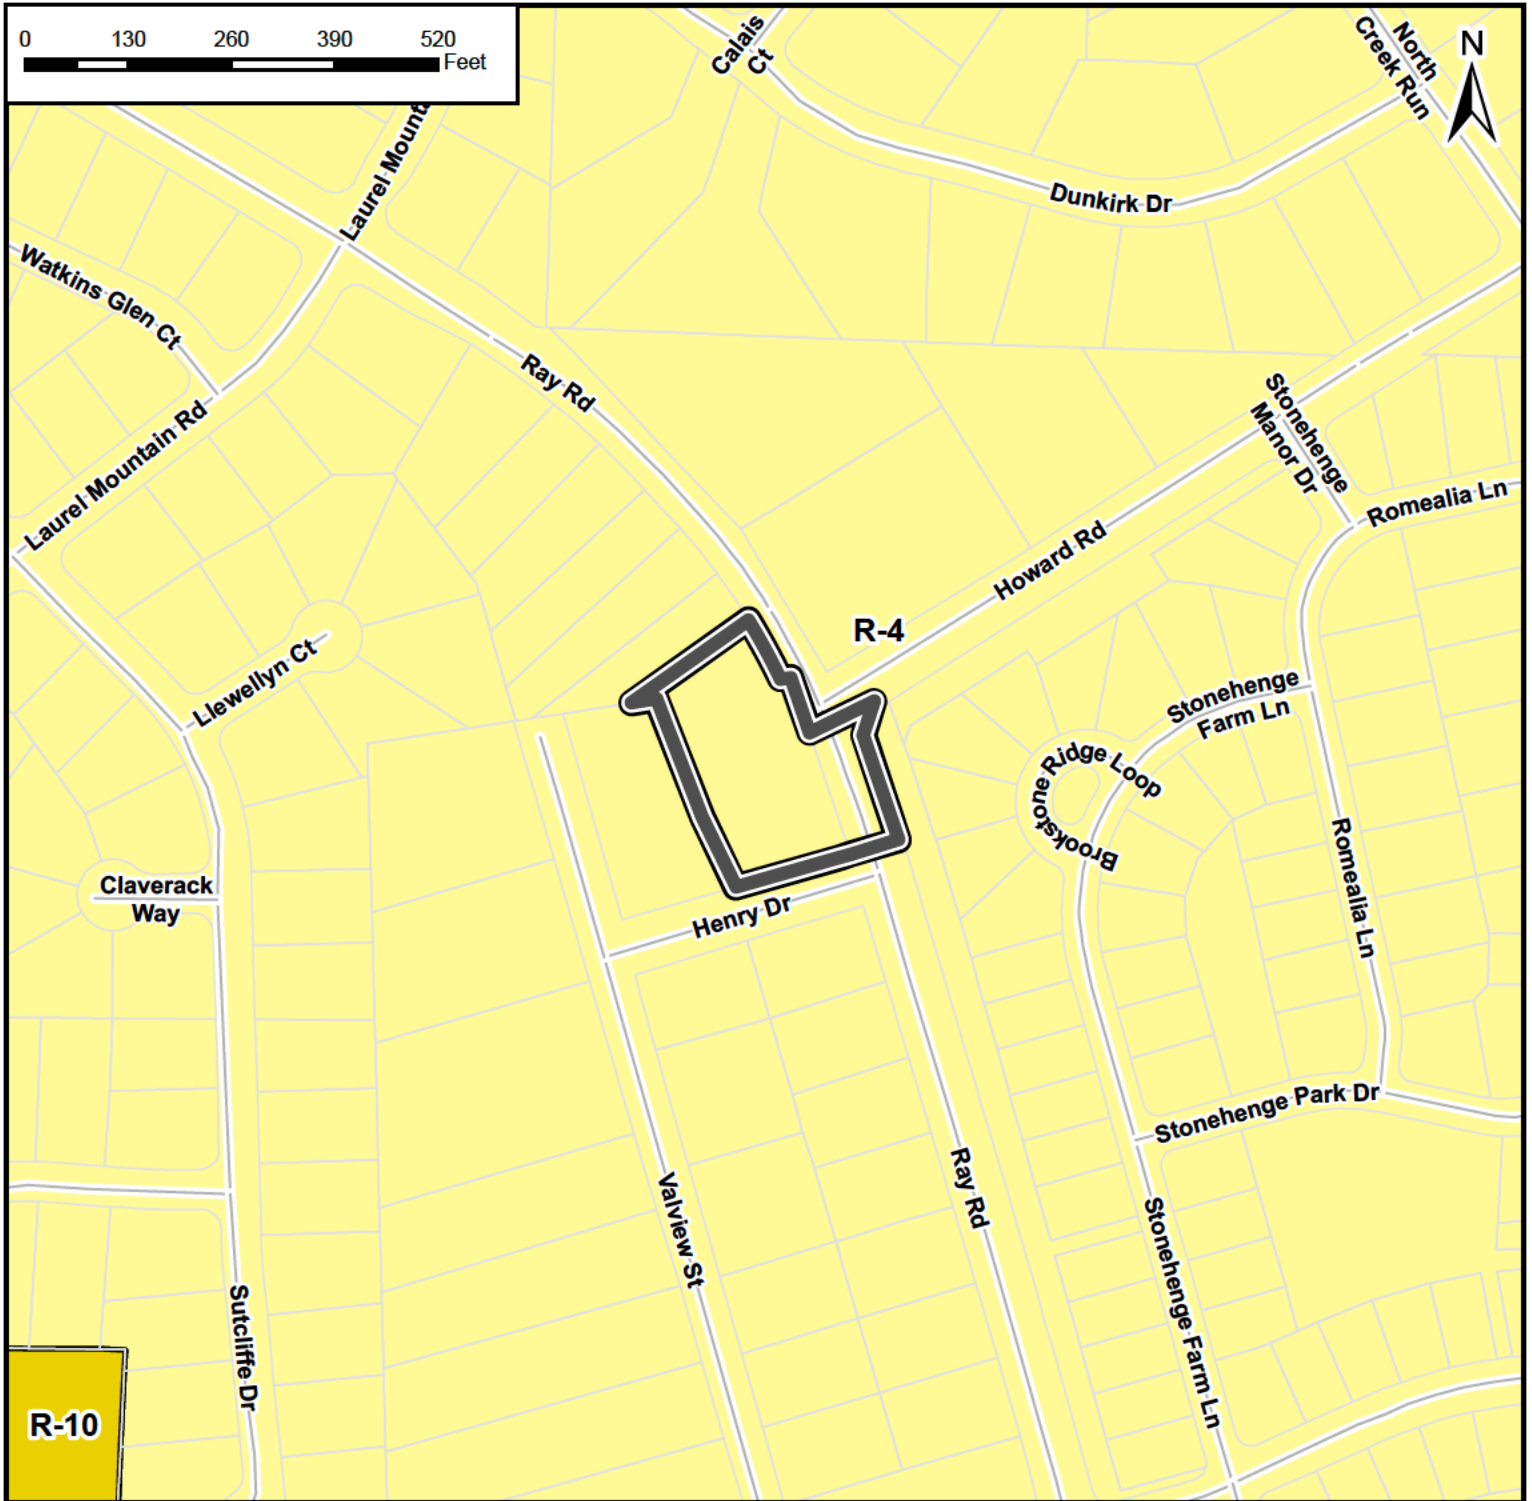 0 130 260 390 520
Feet
Calais
Ct
North
Creek Run
N
Laurel Mounta
Dunkirk Dr
Watkins Glen Ct
Ray Rd
Stonehenge
Manor Dr
Laurel Mountain Rd
Romealia Ln
Howard Rd
R-4
Llewellyn Ct
Stonehenge
Farm Ln
Brookstone Ridge Loop
Romealia Ln
Claverack
Way
Henry Dr
Stonehenge Park Dr
Ray Rd
Valview St
Stonehenge Farm Ln
Sutcliffe Dr
R-10